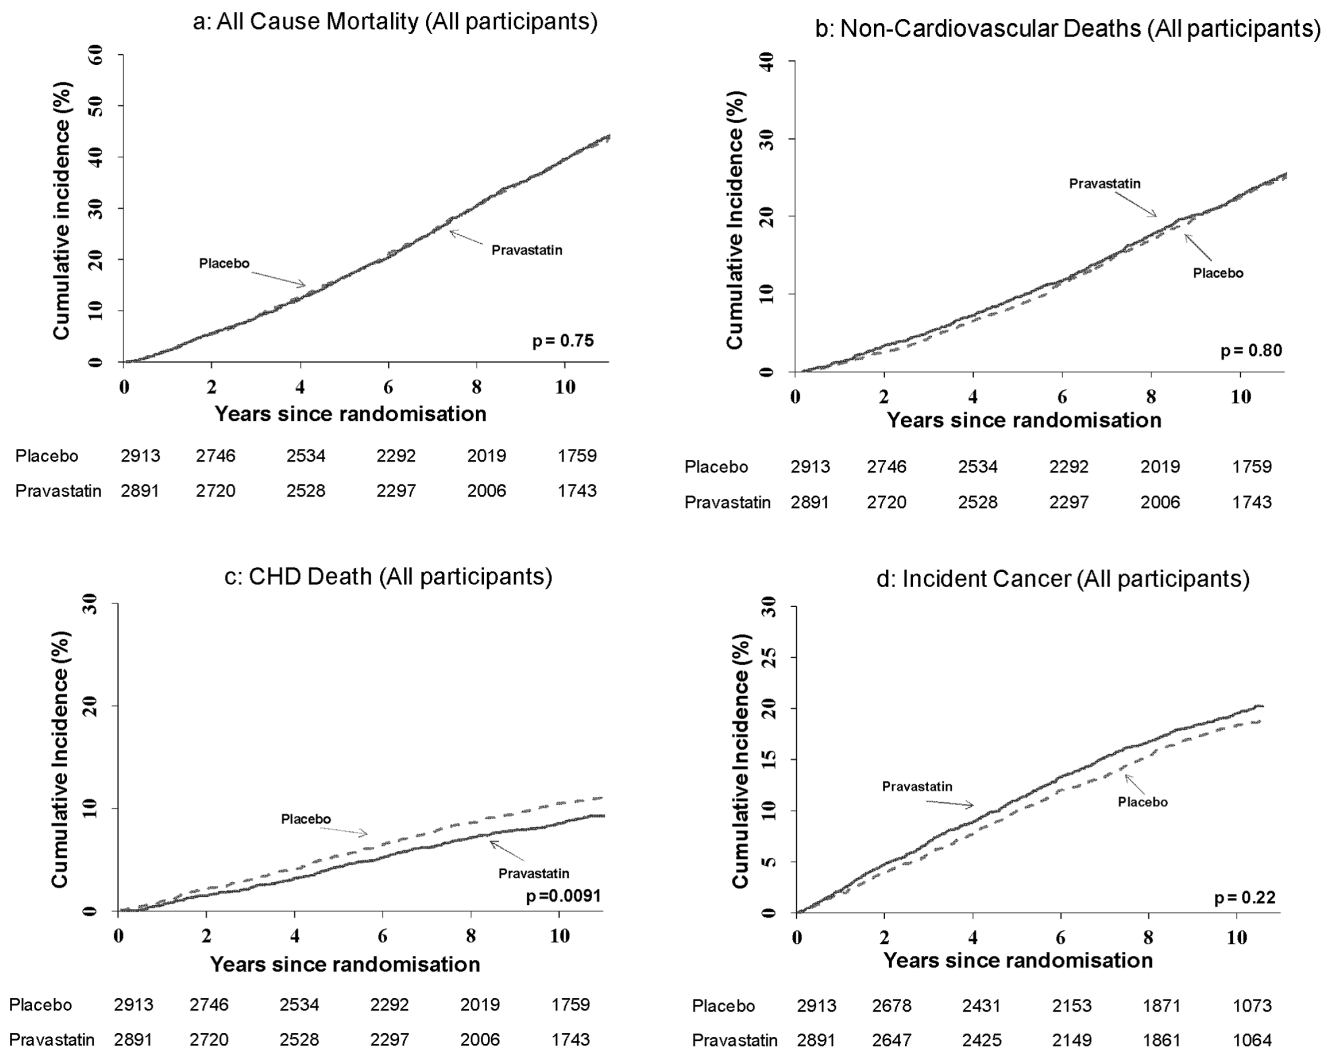 a: All Cause Mortality (All participants)
Cumulative incidence (%)
60
50
40
30
20
10
0
Placebo
Pravastatin
p = 0.75
0 2 4 6 8 10
Years since randomisation
Placebo 2913 2746 2534 2292 2019 1759
Pravastatin 2891 2720 2528 2297 2006 1743
b: Non-Cardiovascular Deaths (All participants)
Cumulative Incidence (%)
40
30
20
10
0
Pravastatin
Placebo
p = 0.80
0 2 4 6 8 10
Years since randomisation
Placebo 2913 2746 2534 2292 2019 1759
Pravastatin 2891 2720 2528 2297 2006 1743
c: CHD Death (All participants)
Cumulative Incidence (%)
30
20
10
0
Placebo
Pravastatin
p =0.0091
0 2 4 6 8 10
Years since randomisation
Placebo 2913 2746 2534 2292 2019 1759
Pravastatin 2891 2720 2528 2297 2006 1743
d: Incident Cancer (All participants)
Cumulative Incidence (%)
30
25
20
15
10
5
0
Pravastatin
Placebo
p = 0.22
0 2 4 6 8 10
Years since randomisation
Placebo 2913 2678 2431 2153 1871 1073
Pravastatin 2891 2647 2425 2149 1861 1064